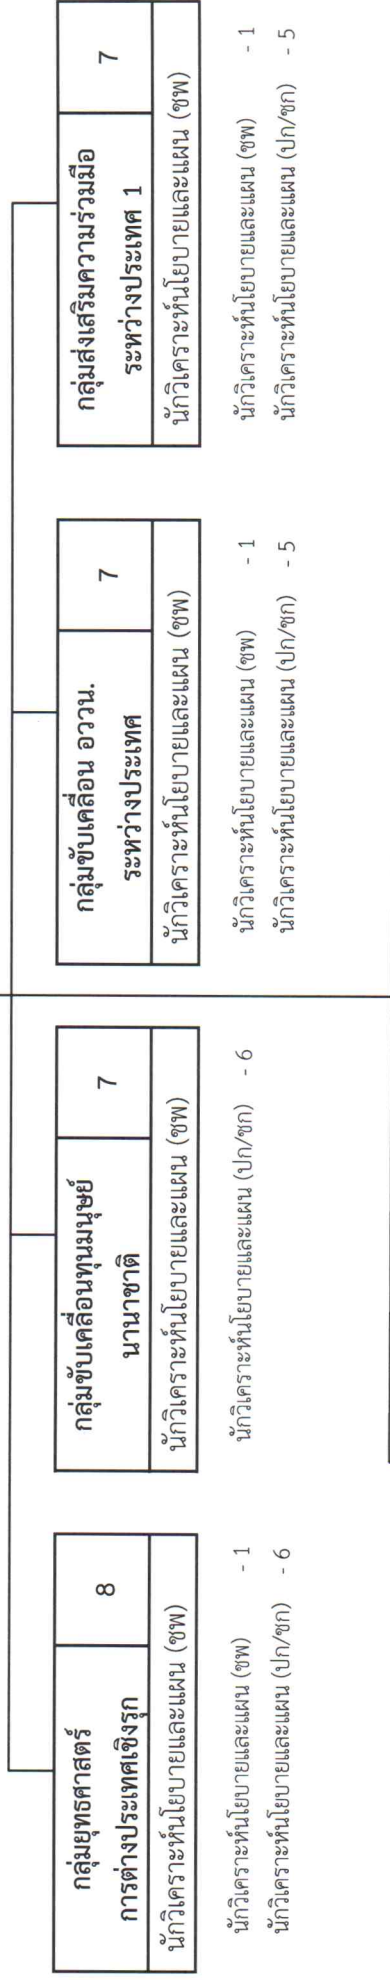 กลุ่มยุทธศาสตร์
การต่างประเทศเชิงรุก
8
นักวิเคราะห์นโยบายและแผน (ชพ)
นักวิเคราะห์นโยบายและแผน (ชพ) - 1
นักวิเคราะห์นโยบายและแผน (ปก/ชก) - 6
กลุ่มขับเคลื่อนทุนมนุษย์
นานาชาติ
7
นักวิเคราะห์นโยบายและแผน (ชพ)
นักวิเคราะห์นโยบายและแผน (ปก/ชก) - 6
กลุ่มขับเคลื่อน อววน.
ระหว่างประเทศ
7
นักวิเคราะห์นโยบายและแผน (ชพ)
นักวิเคราะห์นโยบายและแผน (ชพ) - 1
นักวิเคราะห์นโยบายและแผน (ปก/ชก) - 5
กลุ่มส่งเสริมความร่วมมือ
ระหว่างประเทศ 1
7
นักวิเคราะห์นโยบายและแผน (ชพ)
นักวิเคราะห์นโยบายและแผน (ชพ) - 1
นักวิเคราะห์นโยบายและแผน (ปก/ชก) - 5